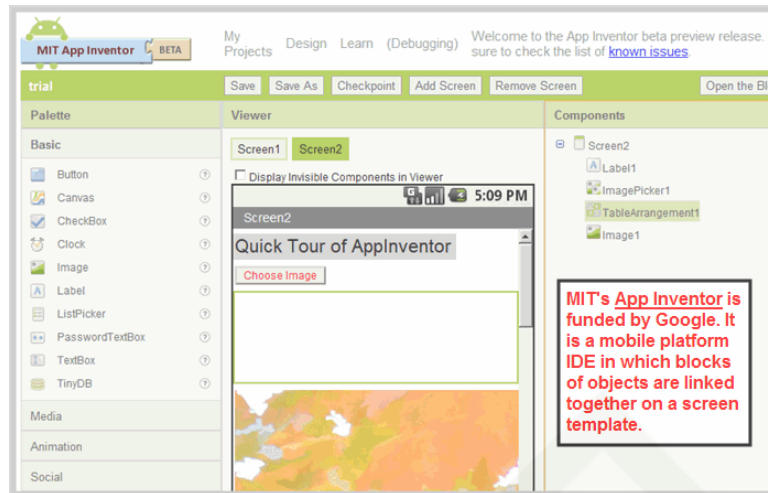 MIT App Inventor BETA
My Projects Design Learn (Debugging)
Welcome to the App Inventor beta preview release.
sure to check the list of known issues.
trial
Save Save As Checkpoint Add Screen Remove Screen Open the Bl
Palette
Basic
Button
Canvas
CheckBox
Clock
Image
Label
ListPicker
PasswordTextBox
TextBox
TinyDB
Media
Animation
Social
Viewer
Screen1 Screen2
Display Invisible Components in Viewer
5:09 PM
Screen2
Quick Tour of AppInventor
Choose Image
Components
Screen2
Label1
ImagePicker1
TableArrangement1
Image1
MIT's App Inventor is
funded by Google. It
is a mobile platform
IDE in which blocks
of objects are linked
together on a screen
template.